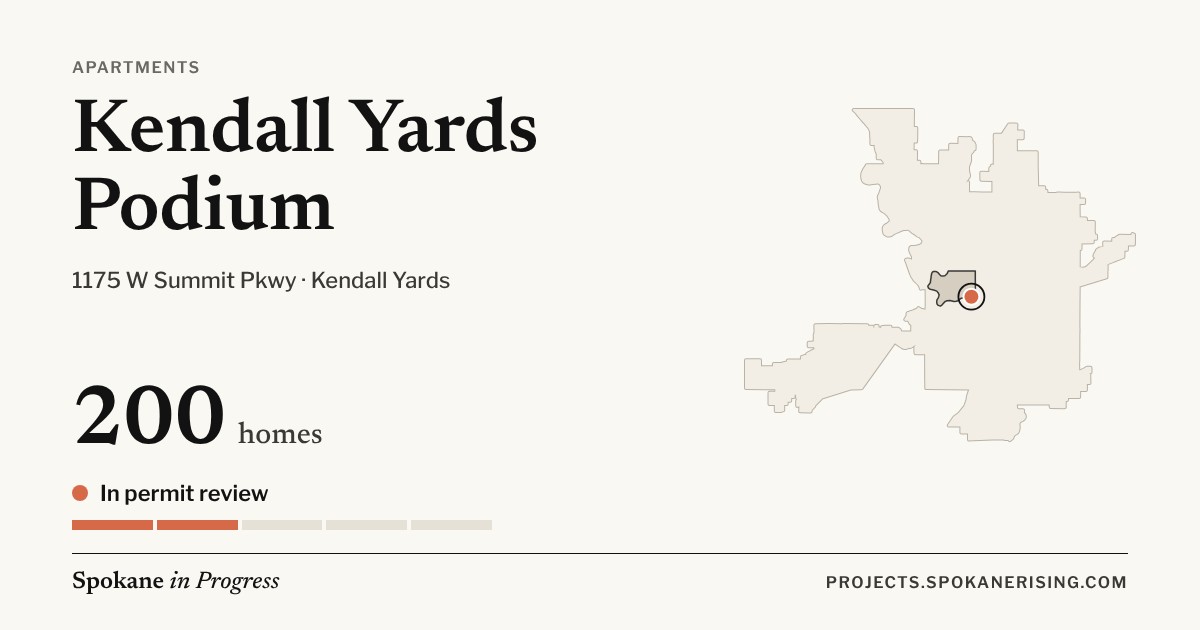 APARTMENTS
Kendall Yards
Podium
1175 W Summit Pkwy · Kendall Yards
200 homes
In permit review
Spokane in Progress
PROJECTS.SPOKANERISING.COM